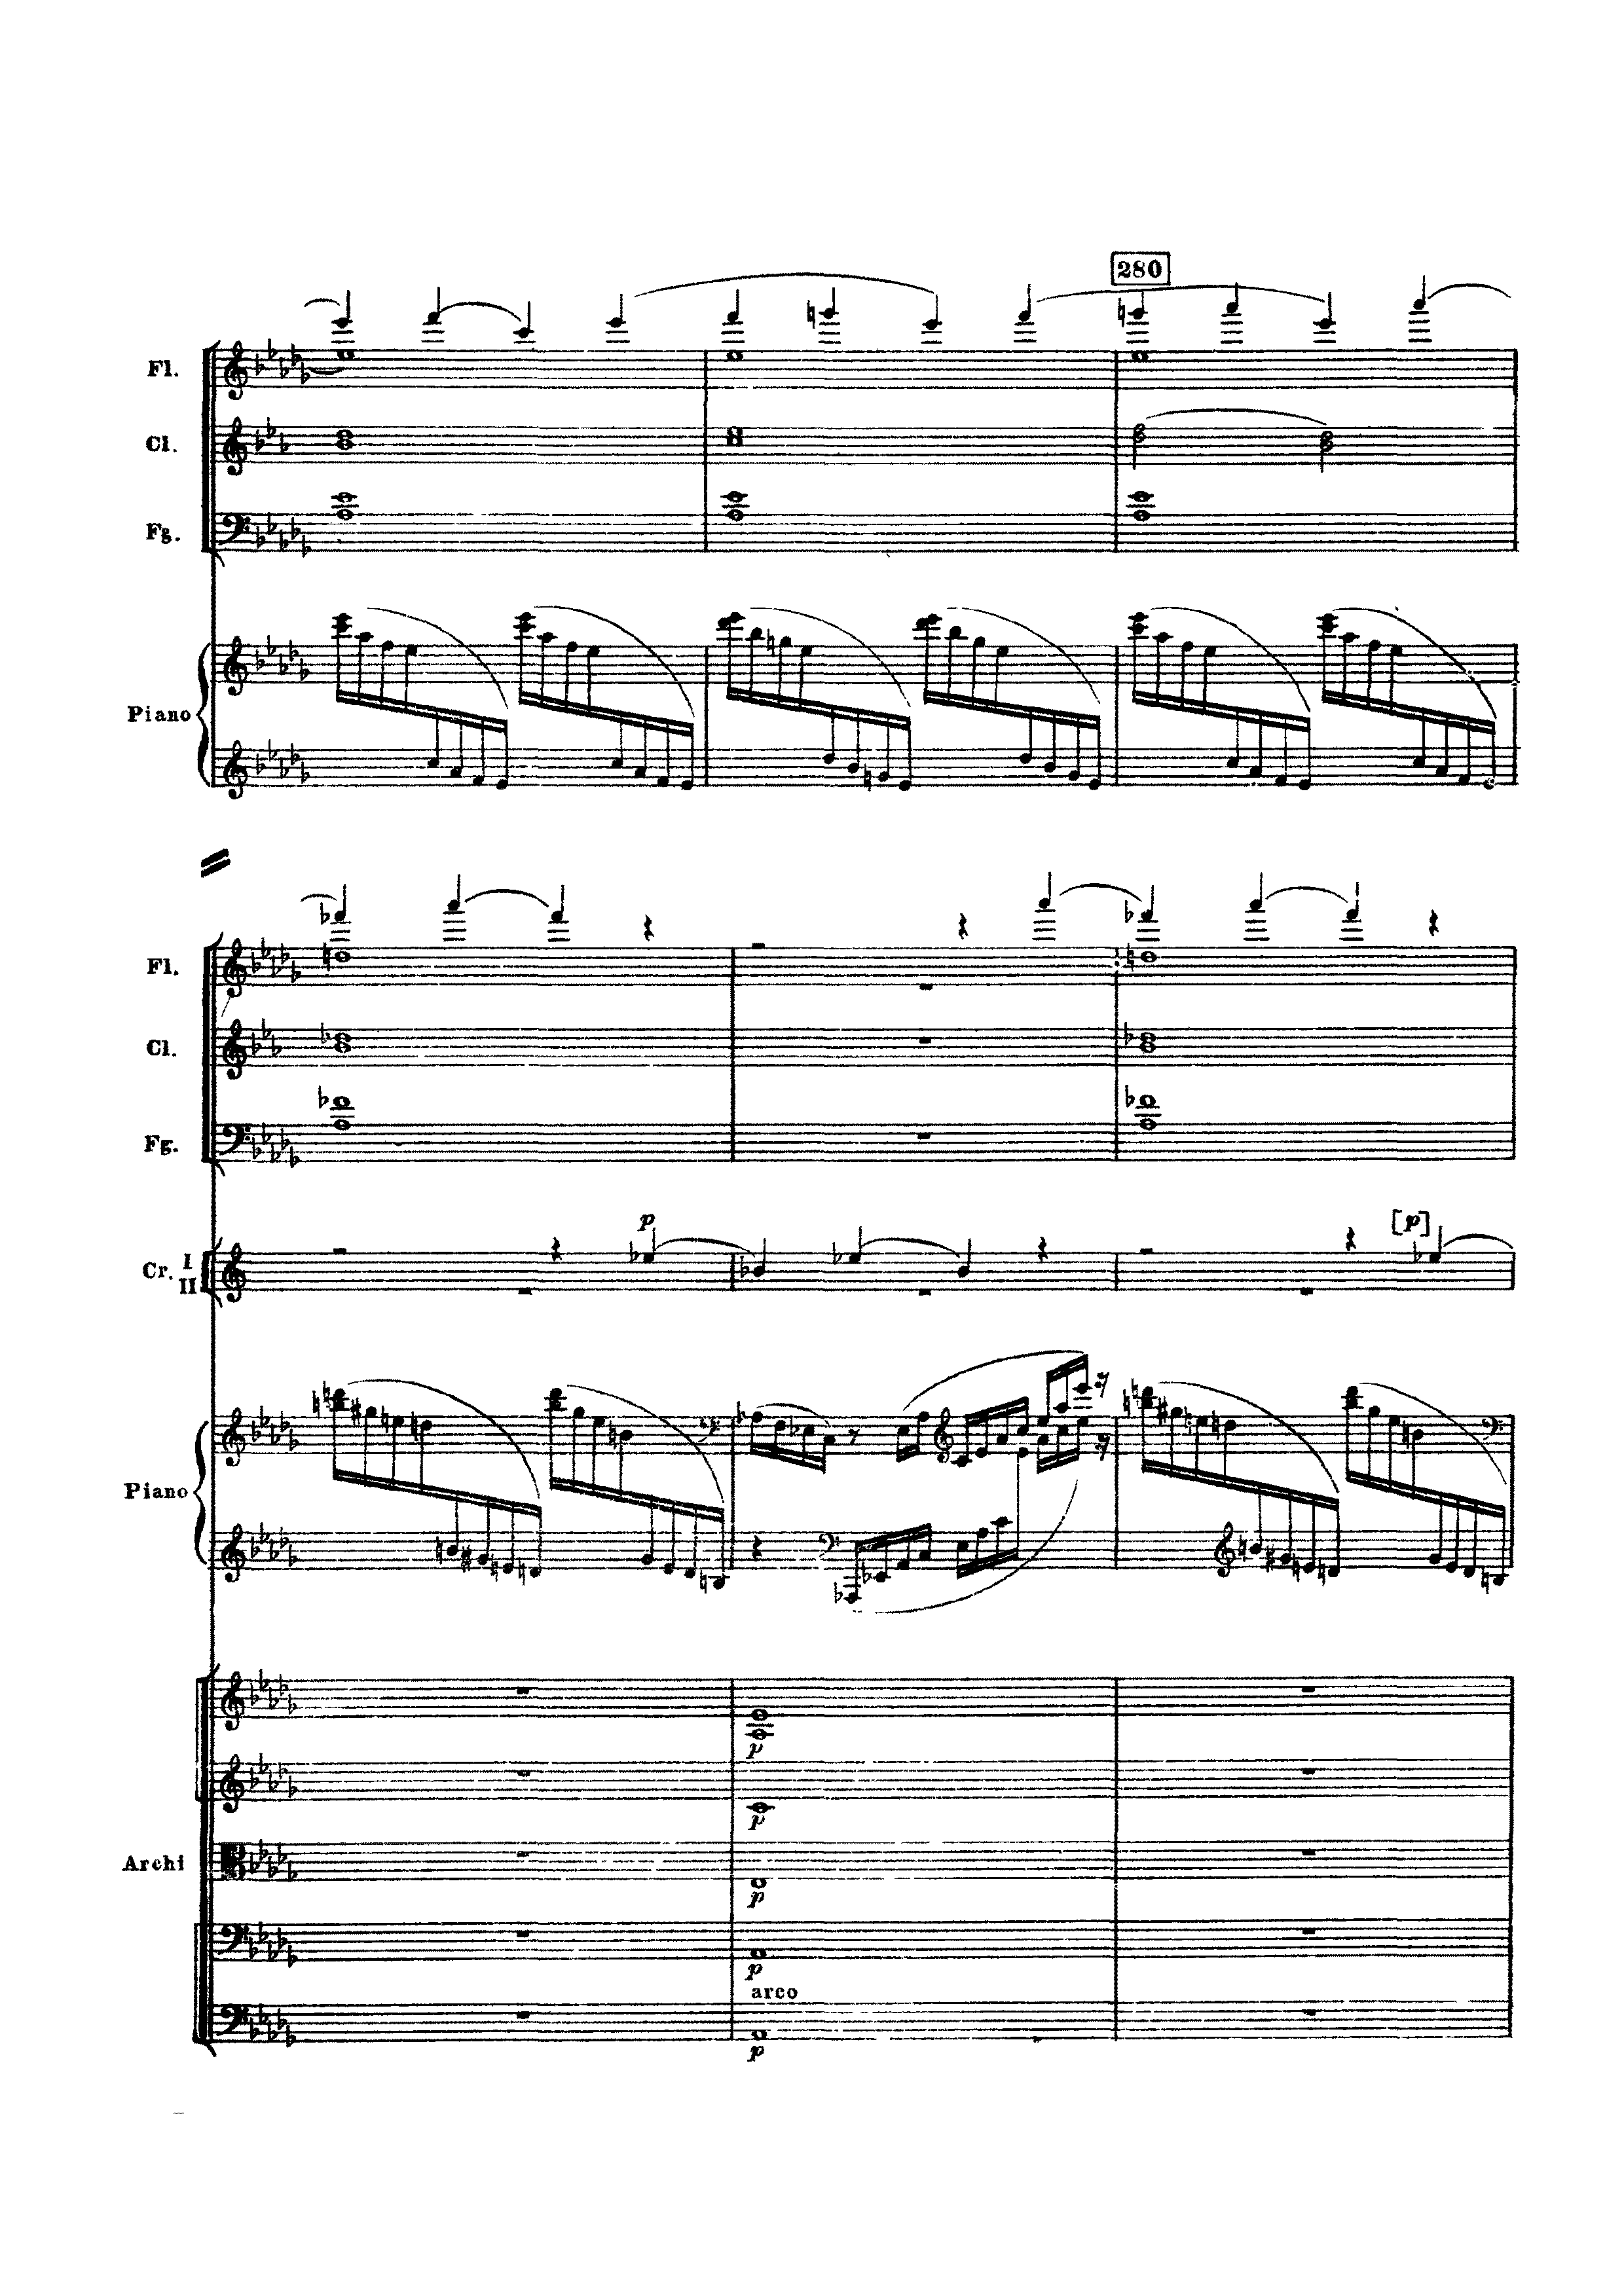 280
Fl.
Cl.
Fg.
Piano
Fl.
Cl.
Fg.
p
[p]
Cr. I
II
Piano
p
p
Archi
p
p
arco
p